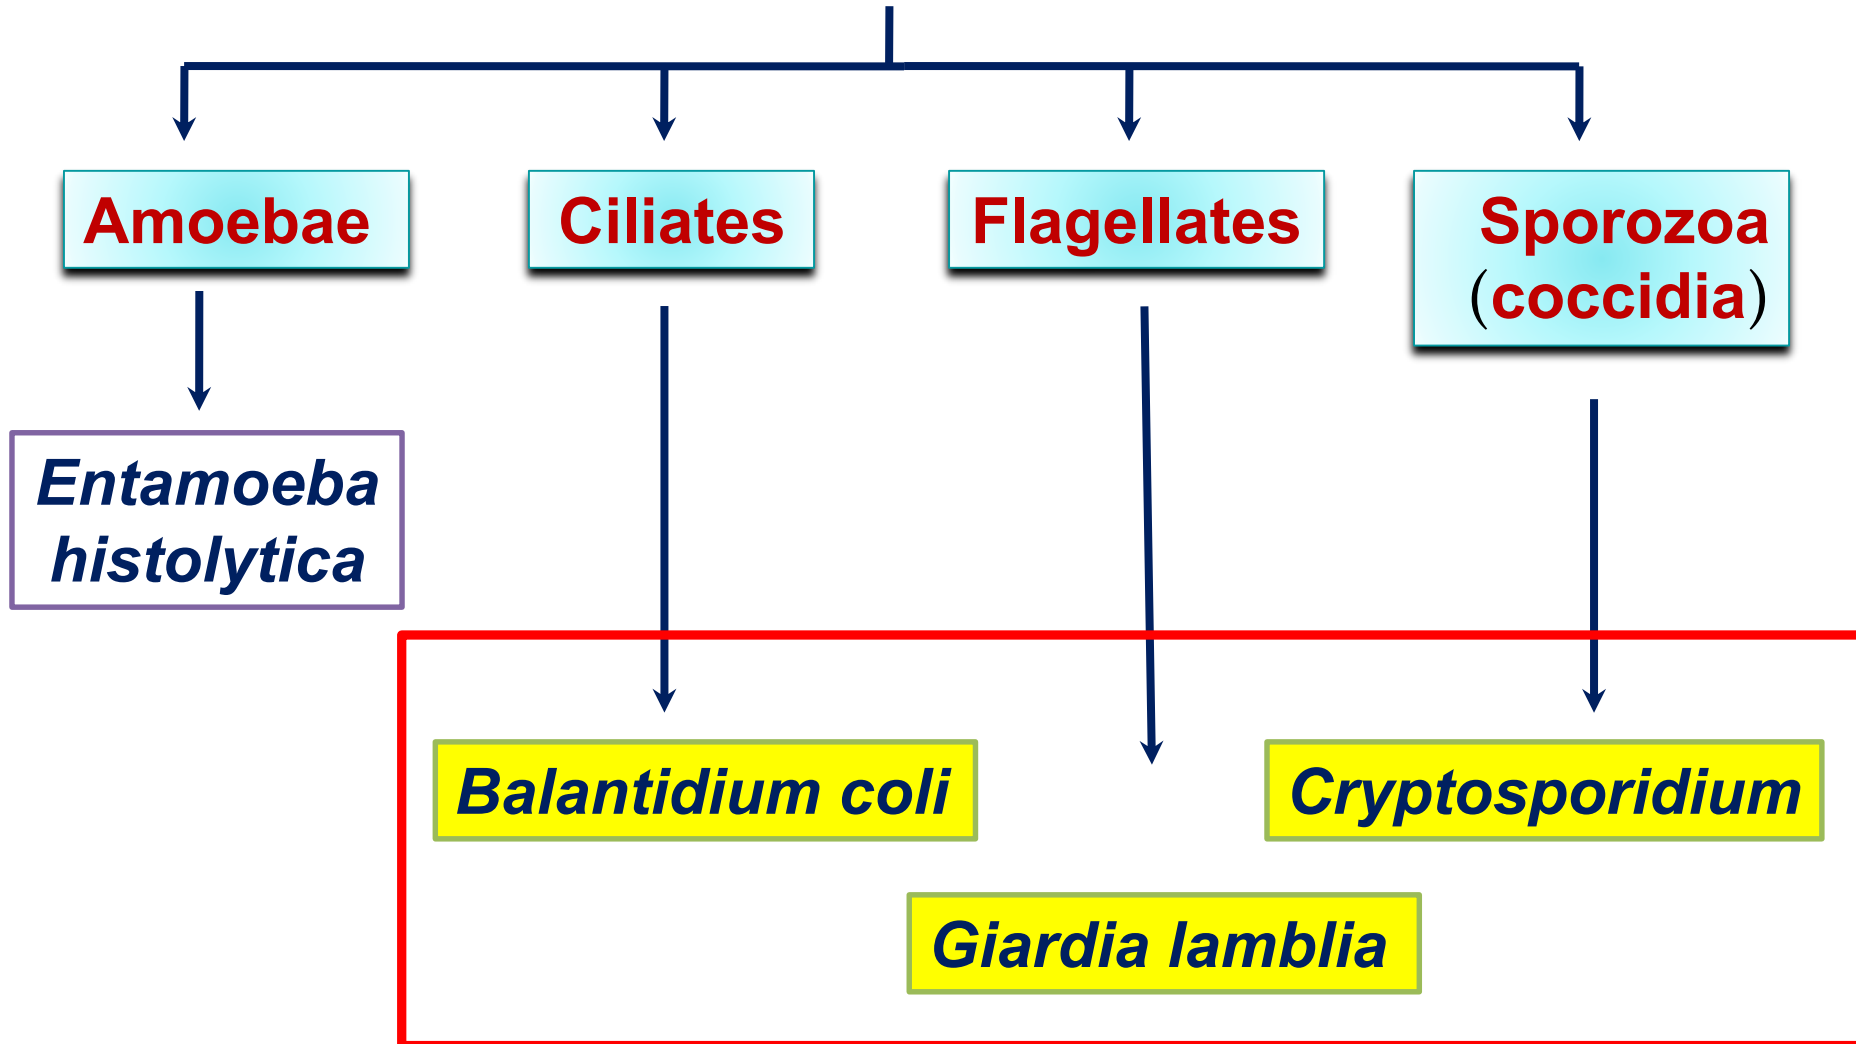 Amoebae
Ciliates
Flagellates
Sporozoa
(coccidia)
Entamoeba
histolytica
Balantidium coli
Cryptosporidium
Giardia lamblia